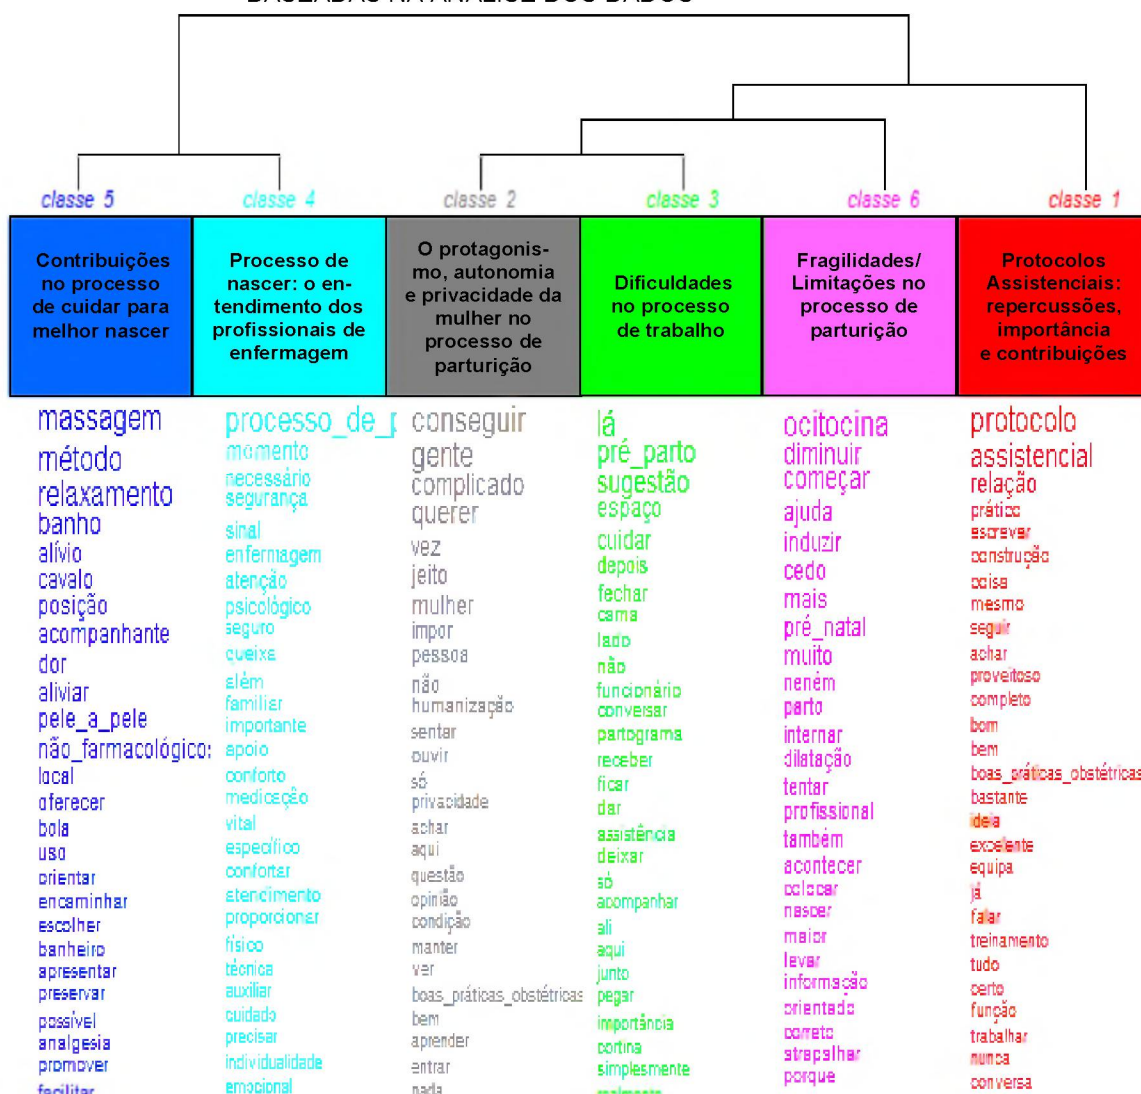 BASEADAS NA ANÁLISE DOS DADOS
classe 5
classe 4
classe 2
classe 3
classe 6
classe 1
Contribuições
no processo
de cuidar para
melhor nascer
Processo de
nascer: o en-
tendimento dos
profissionais de
enfermagem
O protagonis-
mo, autonomia
e privacidade da
mulher no
processo de
parturição
Dificuldades
no processo
de trabalho
Fragilidades/
Limitações no
processo de
parturição
Protocolos
Assistenciais:
repercussões,
importância
e contribuições
massagem
método
relaxamento
banho
alívio
cavalo
posição
acompanhante
dor
aliviar
pele_a_pele
não_farmacológico
local
oferecer
bola
uso
orientar
encaminhar
escolher
banheiro
apresentar
preservar
possível
analgesia
promover
facilitar
processo_de_p
momento
necessário
segurança
sinal
enfermagem
atenção
psicológico
seguro
queixa
além
familiar
importante
apoio
conforto
medicação
vital
específico
confortar
atendimento
proporcionar
físico
técnica
auxiliar
cuidado
precisar
individualidade
emocional
conseguir
gente
complicado
querer
vez
jeito
mulher
impor
pessoa
não
humanização
sentar
ouvir
só
privacidade
achar
aqui
questão
opinião
condição
manter
ver
boas_práticas_obstétricas
bem
aprender
entrar
nada
lá
pré_parto
sugestão
espaço
cuidar
depois
fechar
cama
lado
não
funcionário
conversar
partograma
receber
ficar
dar
assistência
deixar
só
acompanhar
ali
aqui
junto
pegar
importância
cortina
simplesmente
realmente
ocitocina
diminuir
começar
ajuda
induzir
cedo
mais
pré_natal
muito
neném
parto
internar
dilatação
tentar
profissional
também
acontecer
colocar
nascer
maior
levar
informação
orientado
correto
atrapalhar
porque
protocolo
assistencial
relação
prático
escrever
construção
coisa
mesmo
seguir
achar
proveitoso
completo
bom
bem
boas_práticas_obstétricas
bastante
ideia
excelente
equipe
já
falar
treinamento
tudo
certo
função
trabalhar
nunca
conversa